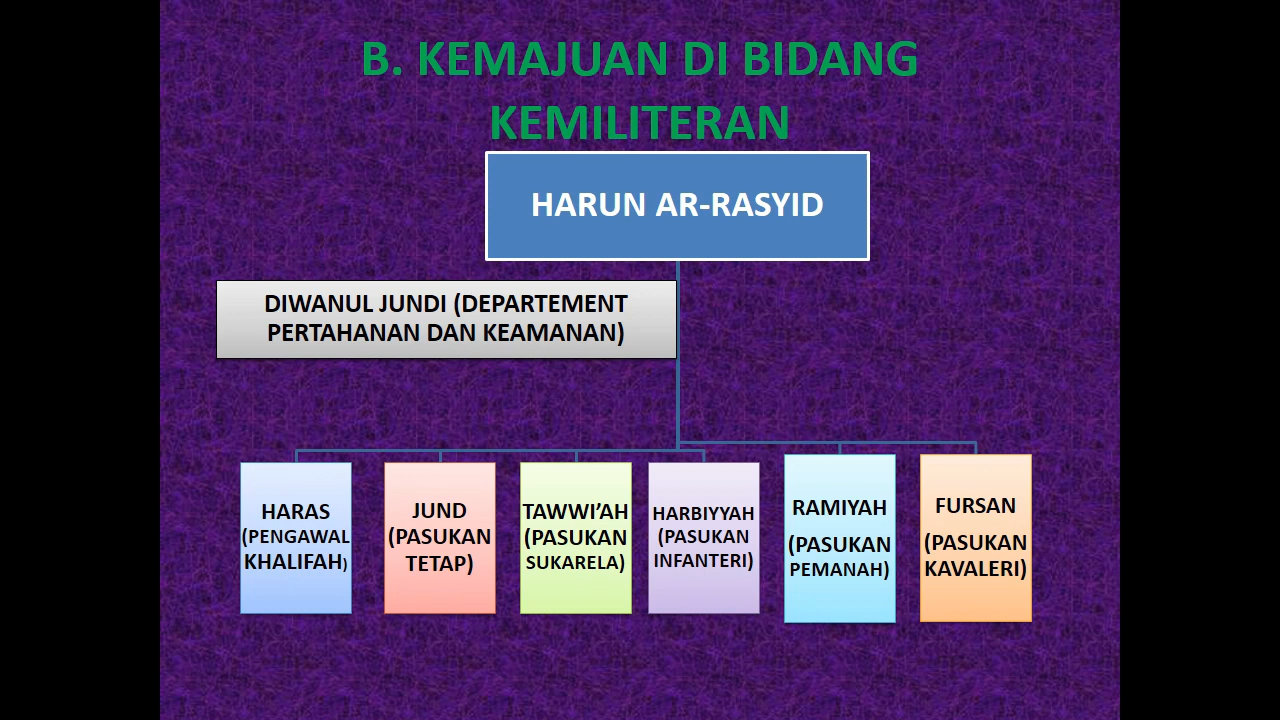 B. KEMAJUAN DI BIDANG
KEMILITERAN
HARUN AR-RASYID
DIWANUL JUNDI (DEPARTEMENT
PERTAHANAN DAN KEAMANAN)
HARAS
(PENGAWAL
KHALIFAH)
JUND
(PASUKAN
TETAP)
TAWWI’AH
(PASUKAN
SUKARELA)
HARBIYYAH
(PASUKAN
INFANTERI)
RAMIYAH
(PASUKAN
PEMANAH)
FURSAN
(PASUKAN
KAVALERI)